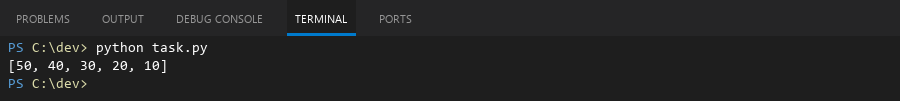 PROBLEMS OUTPUT DEBUG CONSOLE TERMINAL PORTS
PS C:\dev> python task.py
[50, 40, 30, 20, 10]
PS C:\dev>